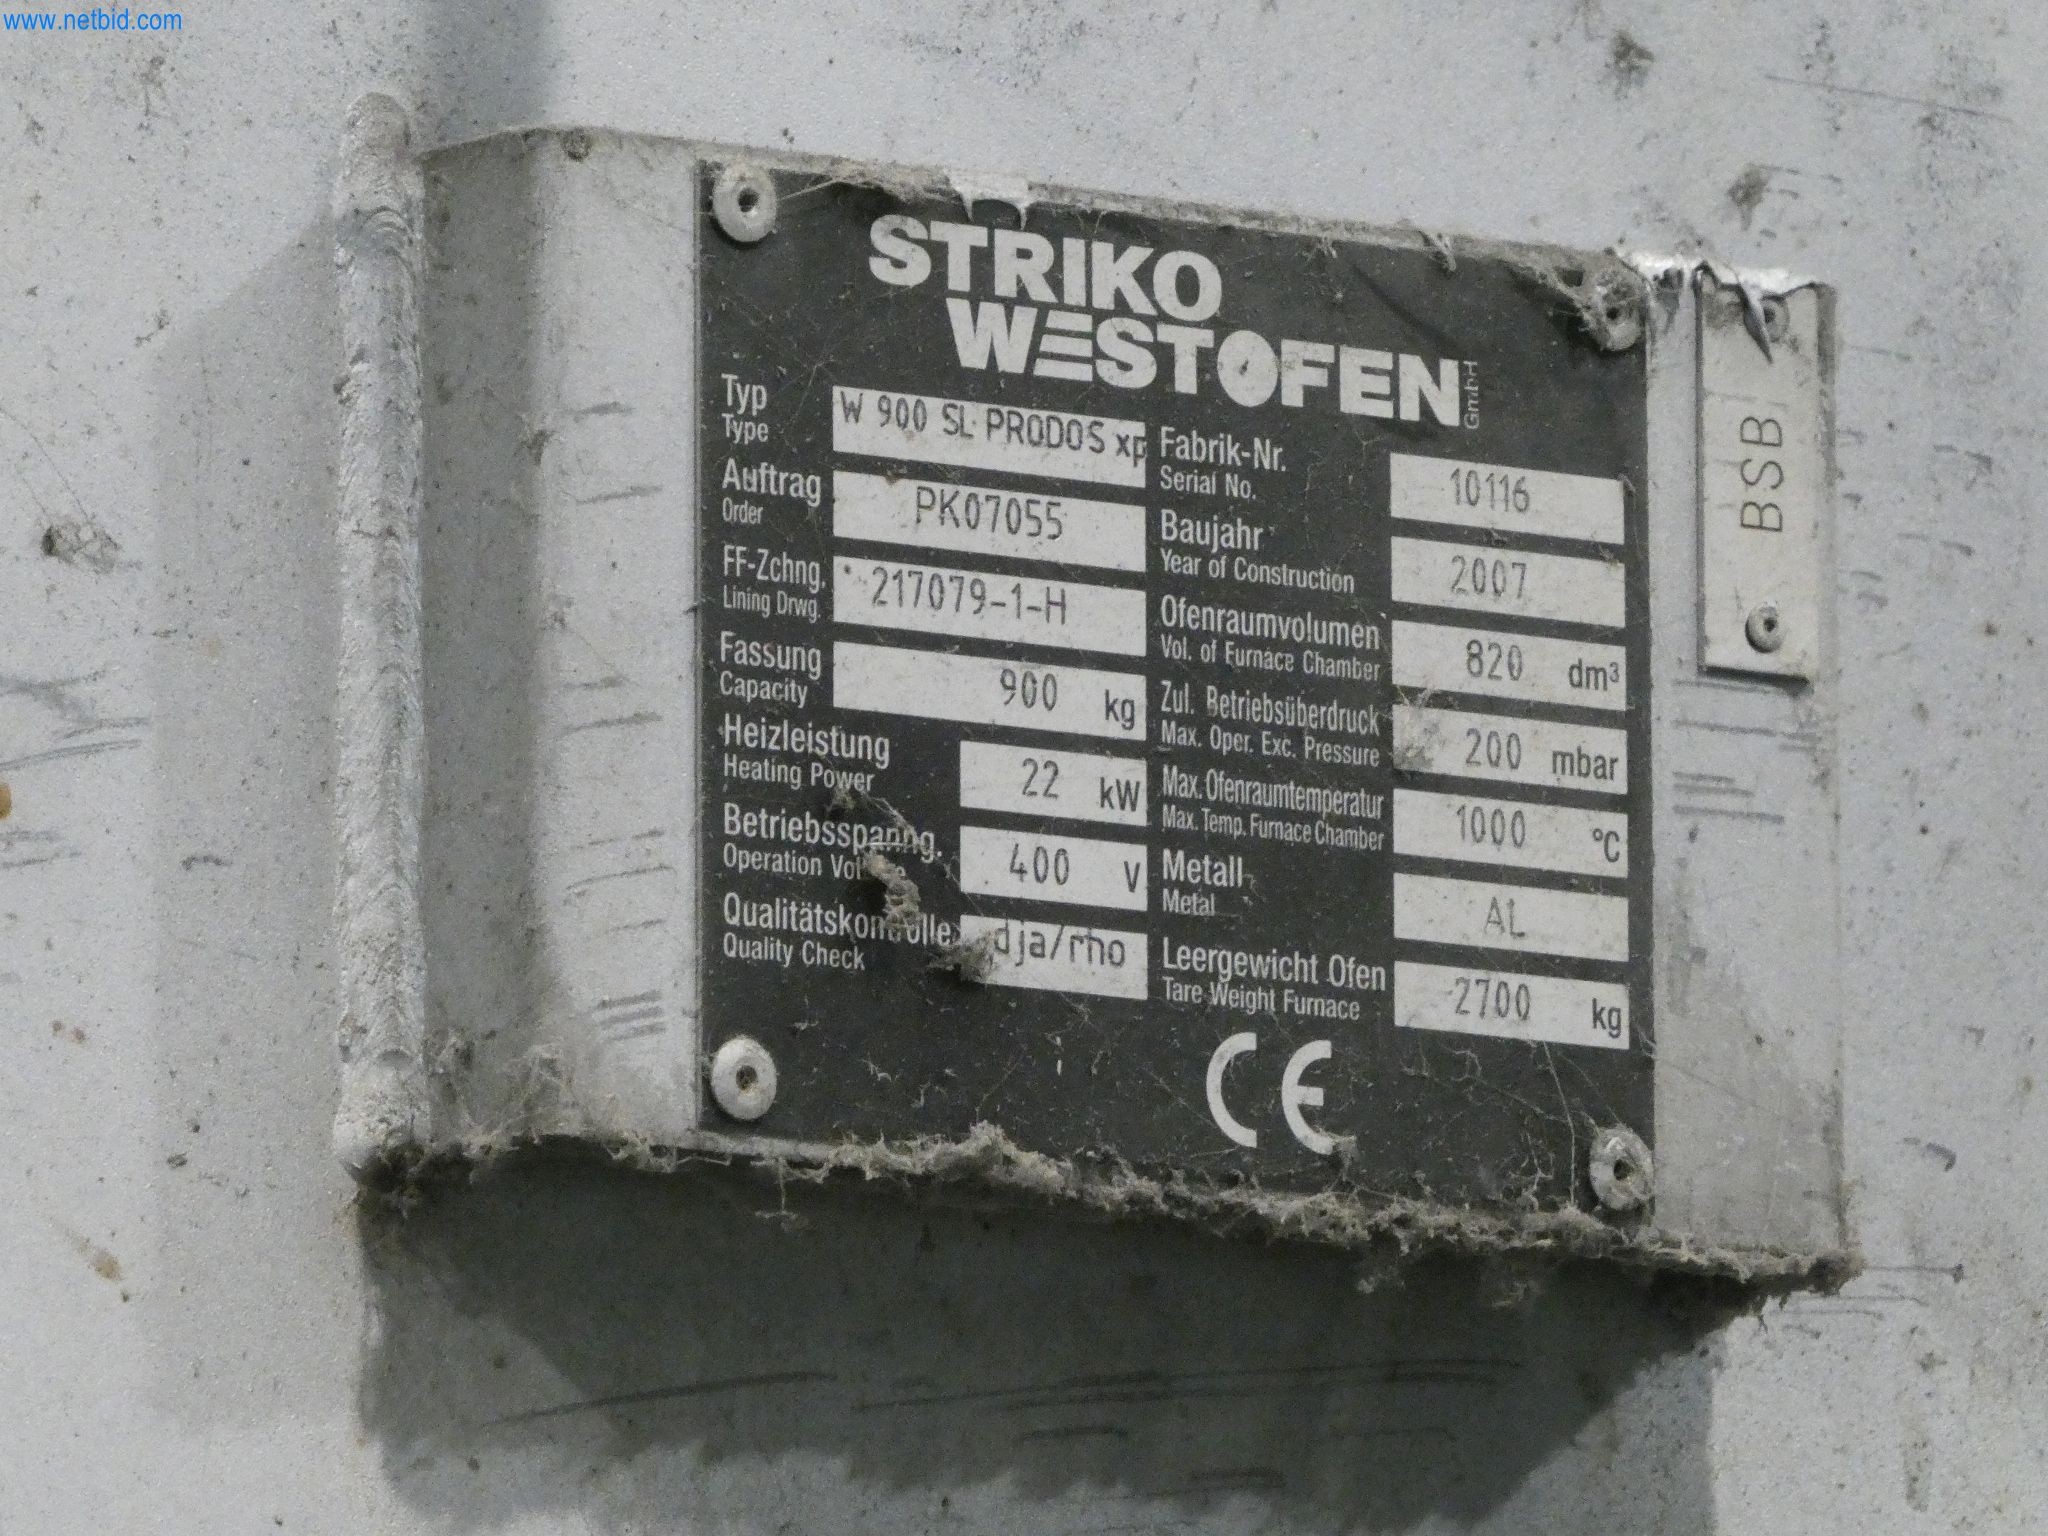 www.netbid.com
STRIKO
WESTOFEN GmbH
Typ
Type
W 900 SL PRODOS xp
Auftrag
Order
PK07055
FF-Zchng.
Lining Drwg.
217079-1-H
Fassung
Capacity
900 kg
Heizleistung
Heating Power
22 kW
Betriebsspanng.
Operation
400 V
Qualitätskontrolle
Quality Check
dja/rho
Fabrik-Nr.
Serial No.
10116
Baujahr
Year of Construction
2007
Ofenraumvolumen
Vol. of Furnace Chamber
820 dm³
Zul. Betriebsüberdruck
Max. Oper. Exc. Pressure
200 mbar
Max. Ofenraumtemperatur
Max. Temp. Furnace Chamber
1000 °C
Metall
Metal
AL
Leergewicht Ofen
Tare Weight Furnace
2700 kg
CE
BSB